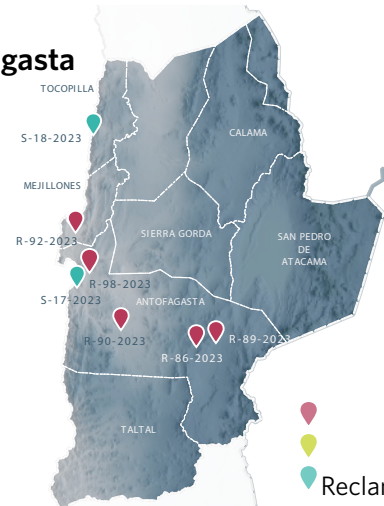 gasta
TOCOPILLA
S-18-2023
CALAMA
MEJILLONES
R-92-2023
SIERRA GORDA
SAN PEDRO
DE
ATACAMA
R-98-2023
S-17-2023
ANTOFAGASTA
R-90-2023
R-89-2023
R-86-2023
TALTAL
Reclar